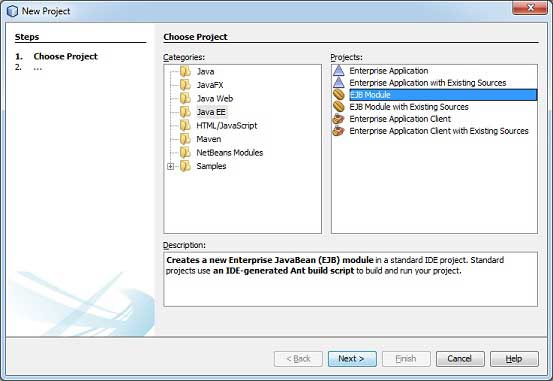 New Project
Steps
1. Choose Project
2. ...
Choose Project
Categories:
Java
JavaFX
Java Web
Java EE
HTML/JavaScript
Maven
NetBeans Modules
Samples
Projects:
Enterprise Application
Enterprise Application with Existing Sources
EJB Module
EJB Module with Existing Sources
Enterprise Application Client
Enterprise Application Client with Existing Sources
Description:
Creates a new Enterprise JavaBean (EJB) module in a standard IDE project. Standard
projects use an IDE-generated Ant build script to build and run your project.
< Back
Next >
Finish
Cancel
Help